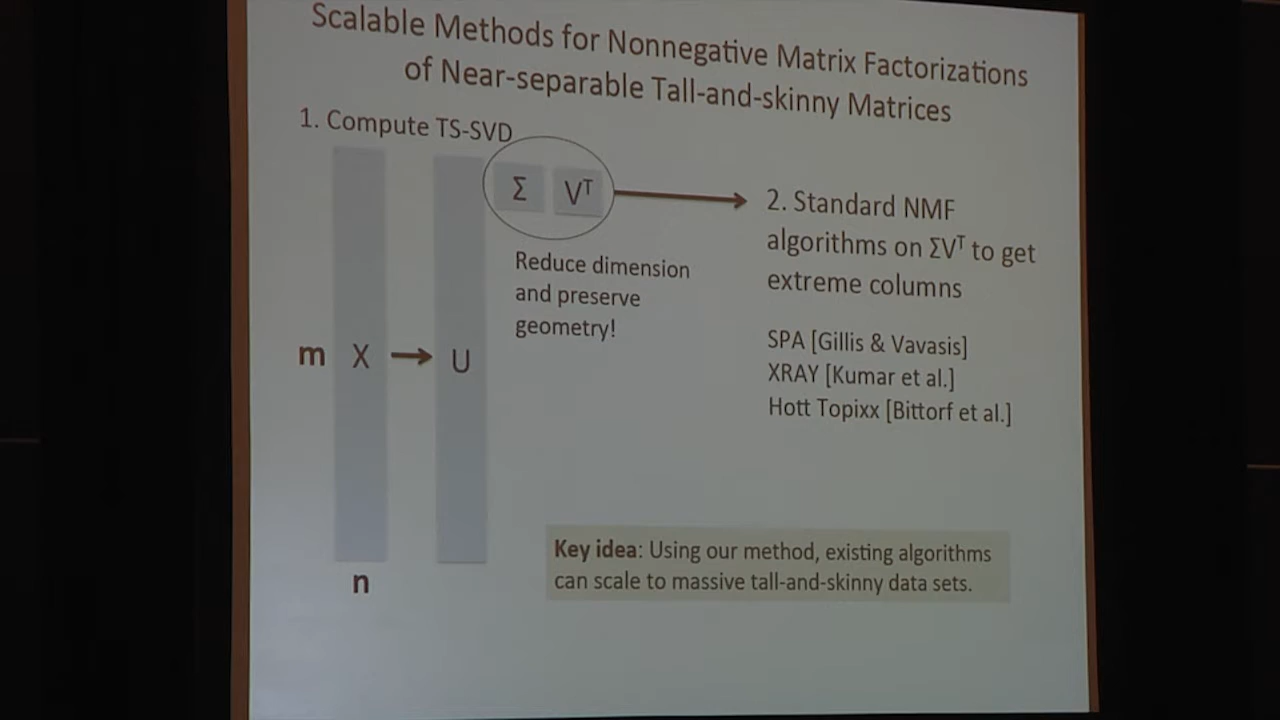 Scalable Methods for Nonnegative Matrix Factorizations
of Near-separable Tall-and-skinny Matrices
1. Compute TS-SVD
Σ Vᵀ
Reduce dimension
and preserve
geometry!
m X → U
n
2. Standard NMF
algorithms on ΣVᵀ to get
extreme columns
SPA [Gillis & Vavasis]
XRAY [Kumar et al.]
Hott Topixx [Bittorf et al.]
Key idea: Using our method, existing algorithms
can scale to massive tall-and-skinny data sets.